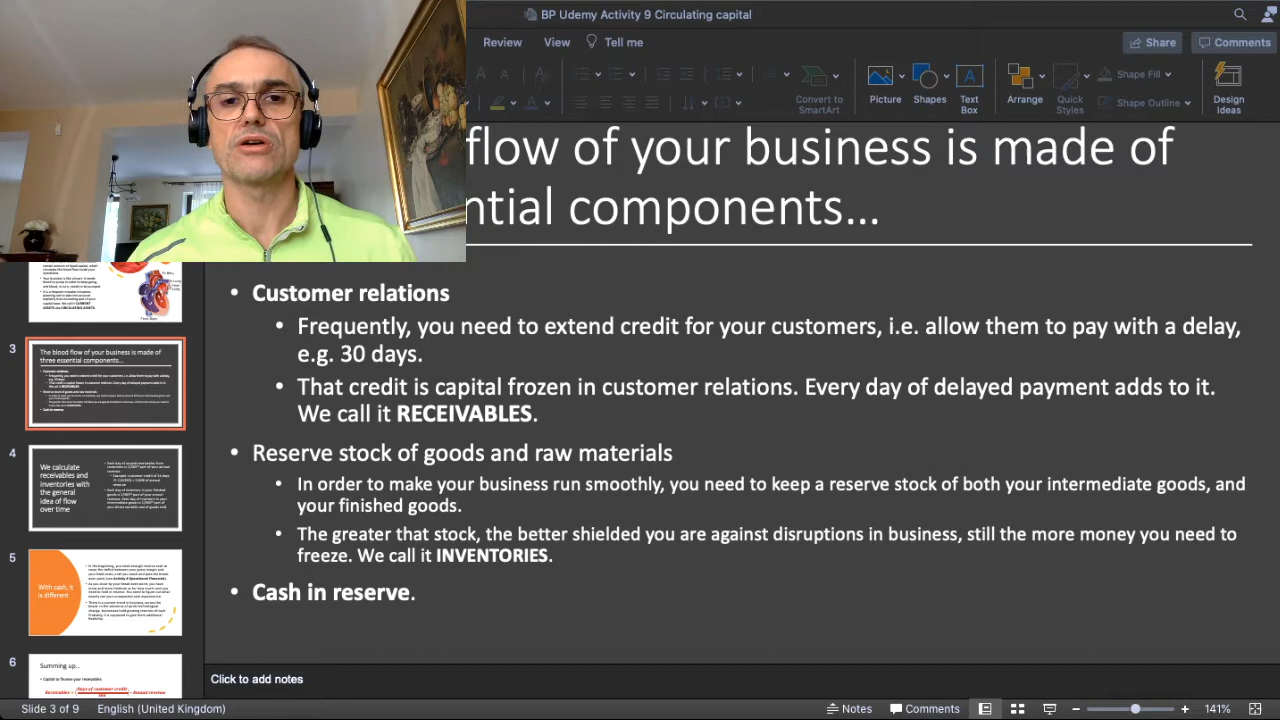 BP Udemy Activity 9 Circulating capital
Review View Tell me
Share Comments
Convert to
SmartArt
Picture Shapes Text
Box
Arrange Quick
Styles
Shape Fill
Shape Outline
Design
Ideas
flow of your business is made of
ntial components...
• Customer relations
• Frequently, you need to extend credit for your customers, i.e. allow them to pay with a delay,
e.g. 30 days.
• That credit is capital frozen in customer relations. Every day of delayed payment adds to it.
We call it RECEIVABLES.
• Reserve stock of goods and raw materials
• In order to make your business run smoothly, you need to keep a reserve stock of both your intermediate goods, and
your finished goods.
• The greater that stock, the better shielded you are against disruptions in business, still the more money you need to
freeze. We call it INVENTORIES.
• Cash in reserve.
3
The blood flow of your business is made of
three essential components...
4
We calculate
receivables and
inventories with
the general
idea of flow
over time
5
With cash, it
is different
6
Summing up...
Click to add notes
Slide 3 of 9 English (United Kingdom)
Notes Comments 141%